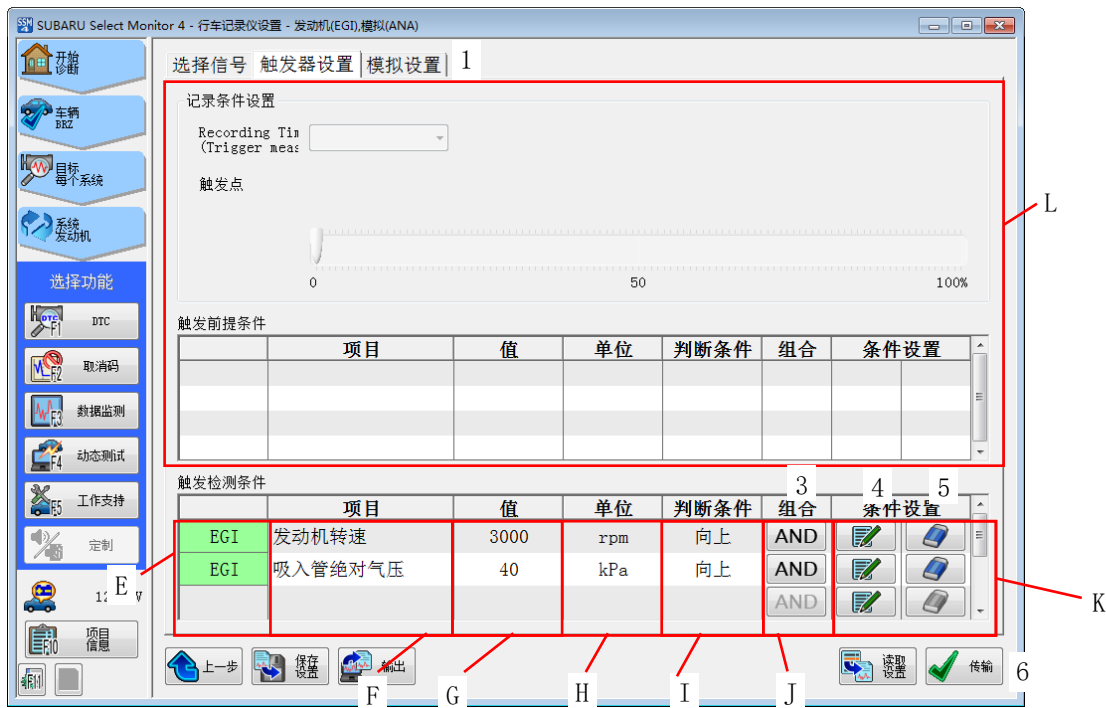 SUBARU Select Monitor 4 - 行车记录仪设置 - 发动机(EGI),模拟(ANA)
开始
诊断
车辆
BRZ
目标
每个系统
系统
发动机
选择功能
F1 DTC
F2 取消码
F3 数据监测
F4 动态测试
F5 工作支持
定制
12
V
F10 项目
信息
F11
选择信号 触发器设置 模拟设置 1
记录条件设置
Recording Tim
(Trigger meas
触发点
0 50 100%
L
触发前提条件
项目 值 单位 判断条件 组合 条件设置
触发检测条件
3 4 5
项目 值 单位 判断条件 组合 条件设置
EGI 发动机转速 3000 rpm 向上 AND
EGI 吸入管绝对气压 40 kPa 向上 AND
AND
E
K
上一步 保存
设置 输出 读取
设置 传输 6
F G H I J